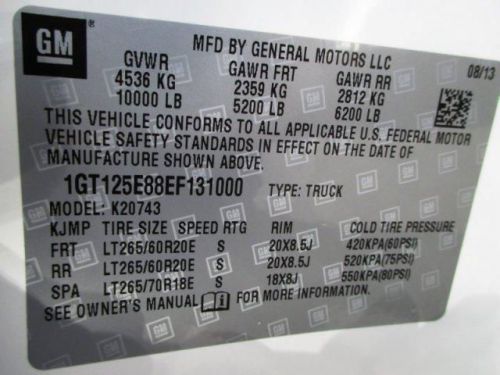 GM
MFD BY GENERAL MOTORS LLC
08/13
GVWR GAWR FRT GAWR RR
4536 KG 2359 KG 2812 KG
10000 LB 5200 LB 6200 LB
THIS VEHICLE CONFORMS TO ALL APPLICABLE U.S. FEDERAL MOTOR
VEHICLE SAFETY STANDARDS IN EFFECT ON THE DATE OF
MANUFACTURE SHOWN ABOVE.
1GT125E88EF131000 TYPE: TRUCK
MODEL: K20743
KJMP TIRE SIZE SPEED RTG RIM COLD TIRE PRESSURE
FRT LT265/60R20E S 20X8.5J 420KPA(60PSI)
RR LT265/60R20E S 20X8.5J 520KPA(75PSI)
SPA LT265/70R18E S 18X8J 550KPA(80PSI)
SEE OWNER'S MANUAL FOR MORE INFORMATION.